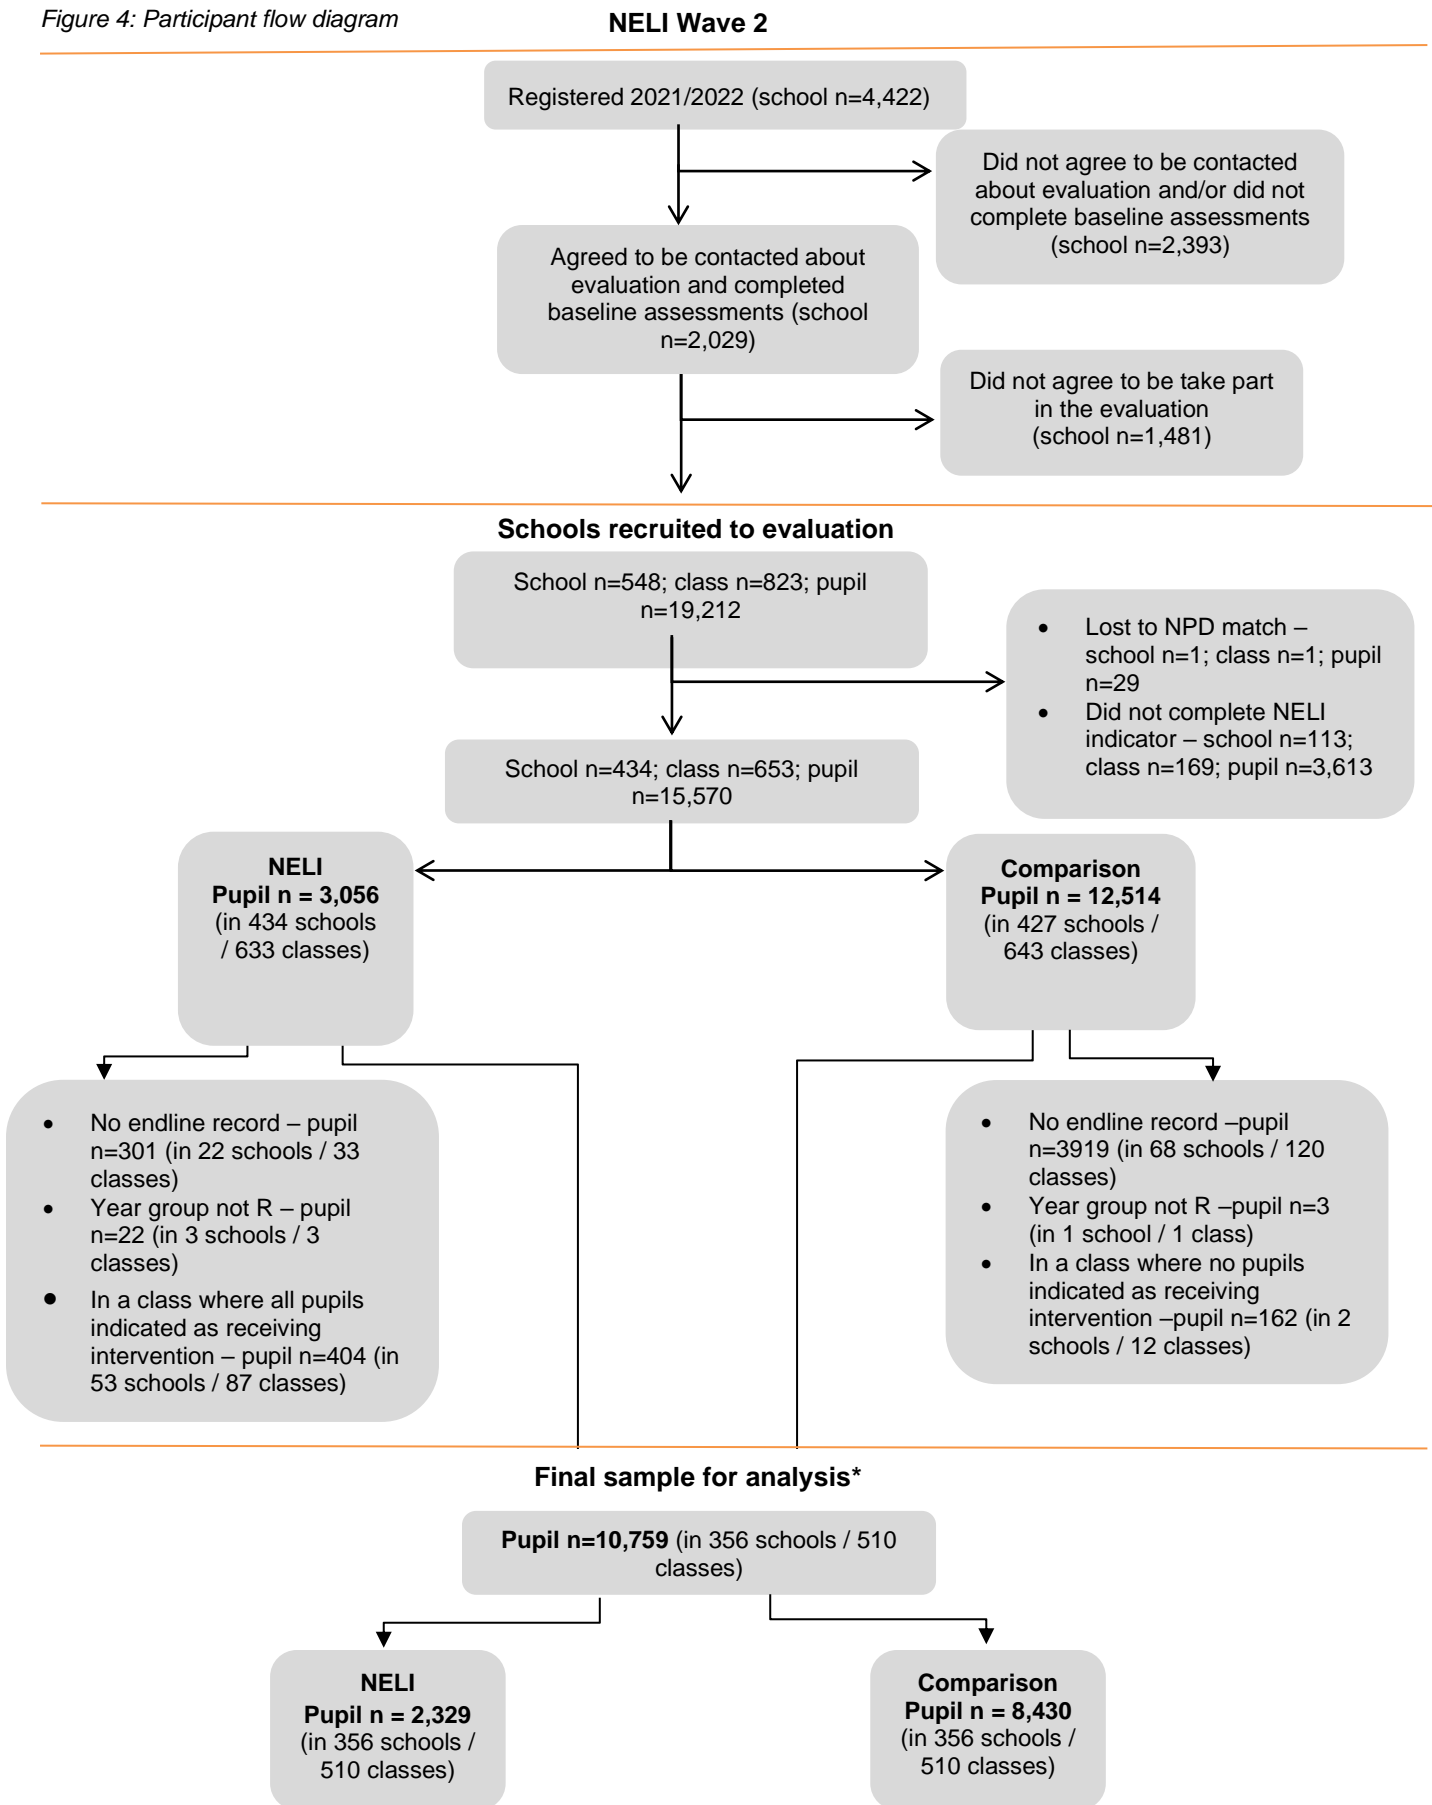 Figure 4: Participant flow diagram
NELI Wave 2
Registered 2021/2022 (school n=4,422)
Did not agree to be contacted
about evaluation and/or did not
complete baseline assessments
(school n=2,393)
Agreed to be contacted about
evaluation and completed
baseline assessments (school
n=2,029)
Did not agree to be take part
in the evaluation
(school n=1,481)
Schools recruited to evaluation
School n=548; class n=823; pupil
n=19,212
• Lost to NPD match –
school n=1; class n=1; pupil
n=29
• Did not complete NELI
indicator – school n=113;
class n=169; pupil n=3,613
School n=434; class n=653; pupil
n=15,570
NELI
Pupil n = 3,056
(in 434 schools
/ 633 classes)
Comparison
Pupil n = 12,514
(in 427 schools /
643 classes)
• No endline record – pupil
n=301 (in 22 schools / 33
classes)
• Year group not R – pupil
n=22 (in 3 schools / 3
classes)
• In a class where all pupils
indicated as receiving
intervention – pupil n=404 (in
53 schools / 87 classes)
• No endline record –pupil
n=3919 (in 68 schools / 120
classes)
• Year group not R –pupil n=3
(in 1 school / 1 class)
• In a class where no pupils
indicated as receiving
intervention –pupil n=162 (in 2
schools / 12 classes)
Final sample for analysis*
Pupil n=10,759 (in 356 schools / 510
classes)
NELI
Pupil n = 2,329
(in 356 schools /
510 classes)
Comparison
Pupil n = 8,430
(in 356 schools /
510 classes)